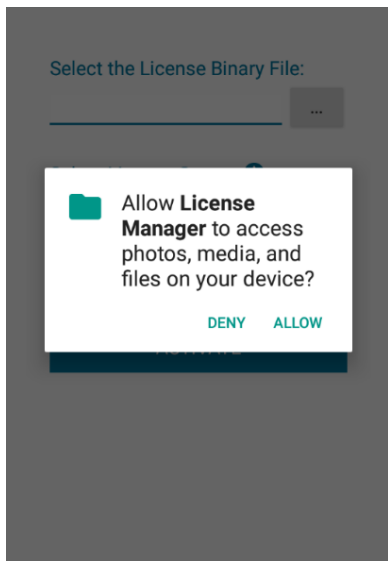 Select the License Binary File:
...
Allow License
Manager to access
photos, media, and
files on your device?
DENY ALLOW